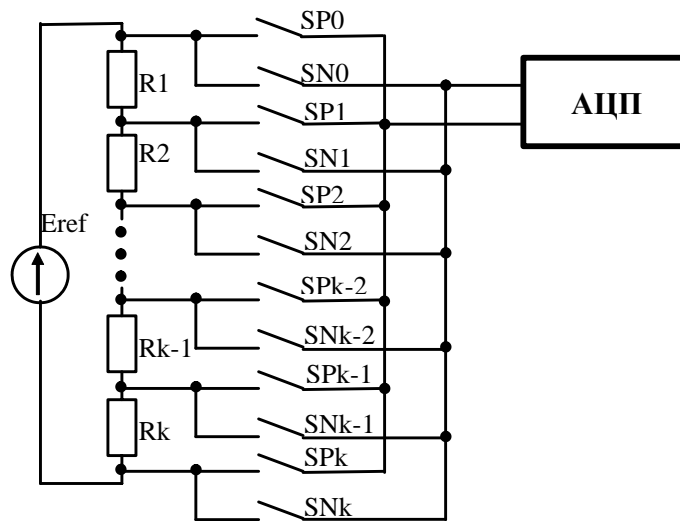 SP0
R1
SN0
АЦП
SP1
R2
SN1
SP2
Eref
SN2
SPk-2
Rk-1
SNk-2
SPk-1
Rk
SNk-1
SPk
SNk